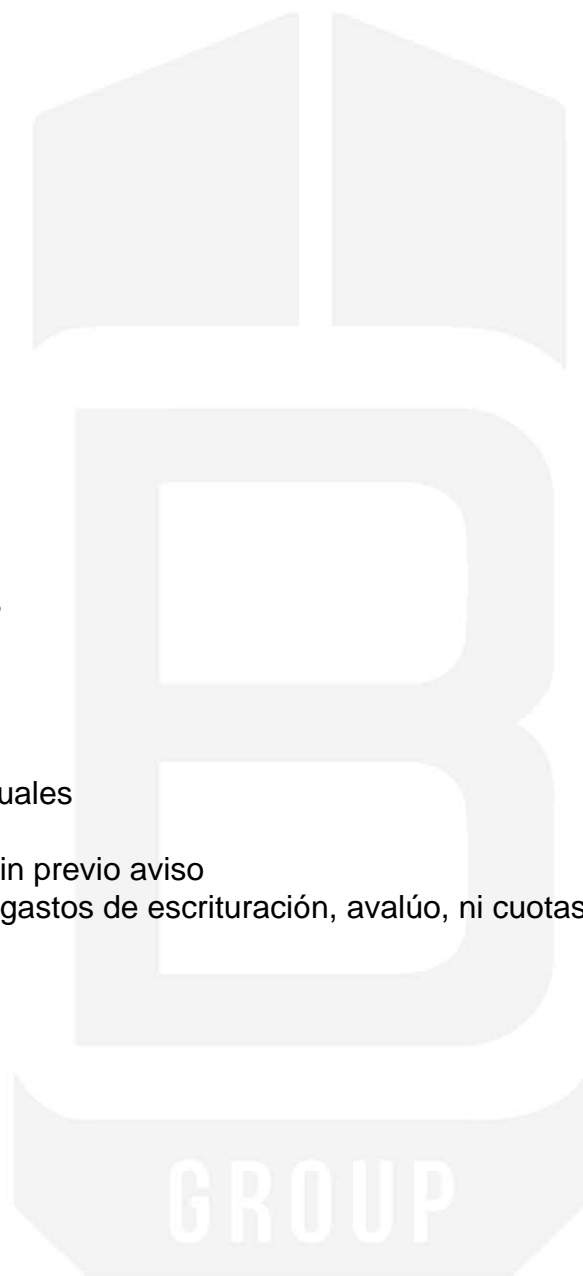 uales
in previo aviso
gastos de escrituración, avalúo, ni cuotas
B
GROUP